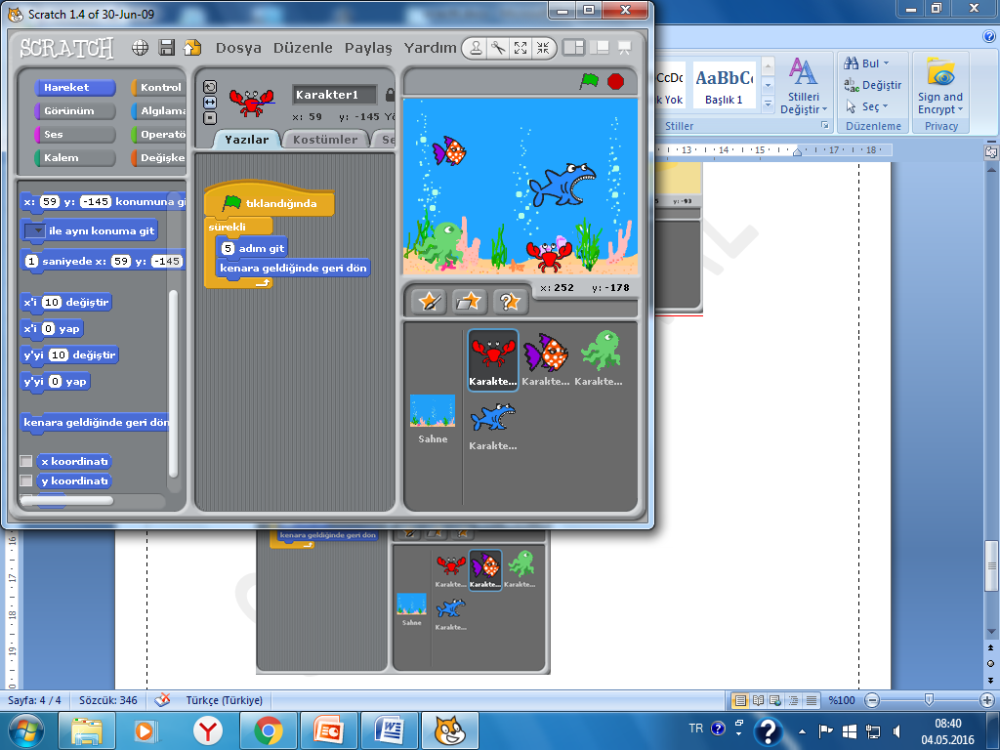 Scratch 1.4 of 30-Jun-09
SCRATCH
Dosya Düzenle Paylaş Yardım
Hareket
Kontrol
Görünüm
Algılama
Ses
Operatö
Kalem
Değişke
x: 59 y: -145 konumuna gi
ile aynı konuma git
1 saniyede x: 59 y: -145
x'i 10 değiştir
x'i 0 yap
y'yi 10 değiştir
y'yi 0 yap
kenara geldiğinde geri dön
x koordinatı
y koordinatı
Karakter1
x: 59 y: -145 Yö
Yazılar Kostümler Se
tıklandığında
sürekli
5 adım git
kenara geldiğinde geri dön
x: 252 y: -178
Karakte... Karakte... Karakte...
Sahne
Karakte...
CcDc
AaBbC
k Yok
Başlık 1
Stilleri
Değiştir
Stiller
Bul
Değiştir
Seç
Düzenleme
Sign and
Encrypt
Privacy
13 14 15 17 18
y: -93
kenara geldiğinde geri dön
Karakte... Karakte... Karakte...
Sahne
Karakte...
16
17
18
19
Sayfa: 4 / 4
Sözcük: 346
Türkçe (Türkiye)
%100
TR
08:40
04.05.2016